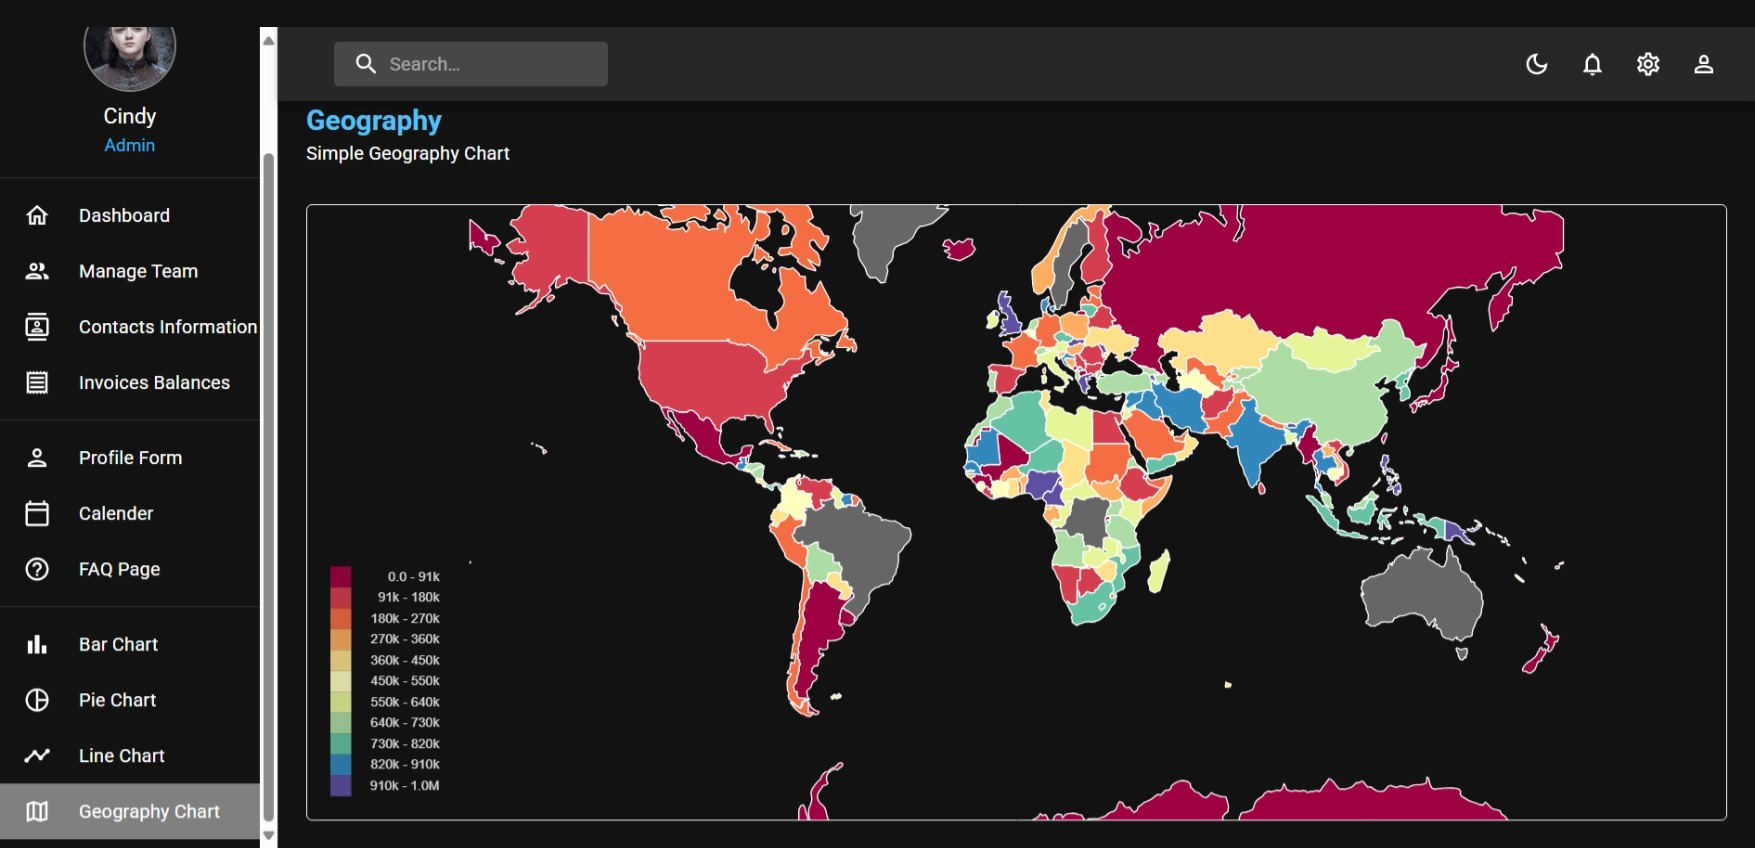 Cindy
Admin
Dashboard
Manage Team
Contacts Information
Invoices Balances
Profile Form
Calender
FAQ Page
Bar Chart
Pie Chart
Line Chart
Geography Chart
Search...
Geography
Simple Geography Chart
0.0 - 91k
91k - 180k
180k - 270k
270k - 360k
360k - 450k
450k - 550k
550k - 640k
640k - 730k
730k - 820k
820k - 910k
910k - 1.0M